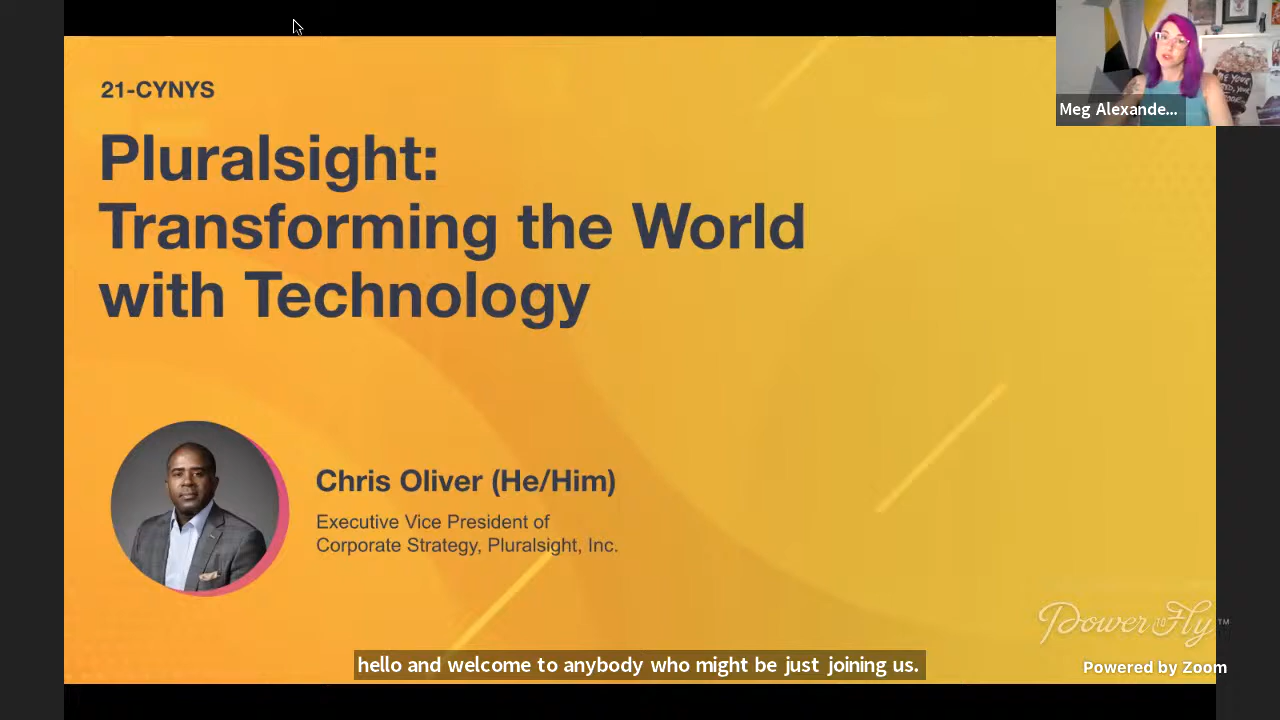 21-CYNYS
Pluralsight:
Transforming the World
with Technology
Chris Oliver (He/Him)
Executive Vice President of
Corporate Strategy, Pluralsight, Inc.
Meg Alexande...
PowerToFly™
Powered by Zoom
hello and welcome to anybody who might be just joining us.